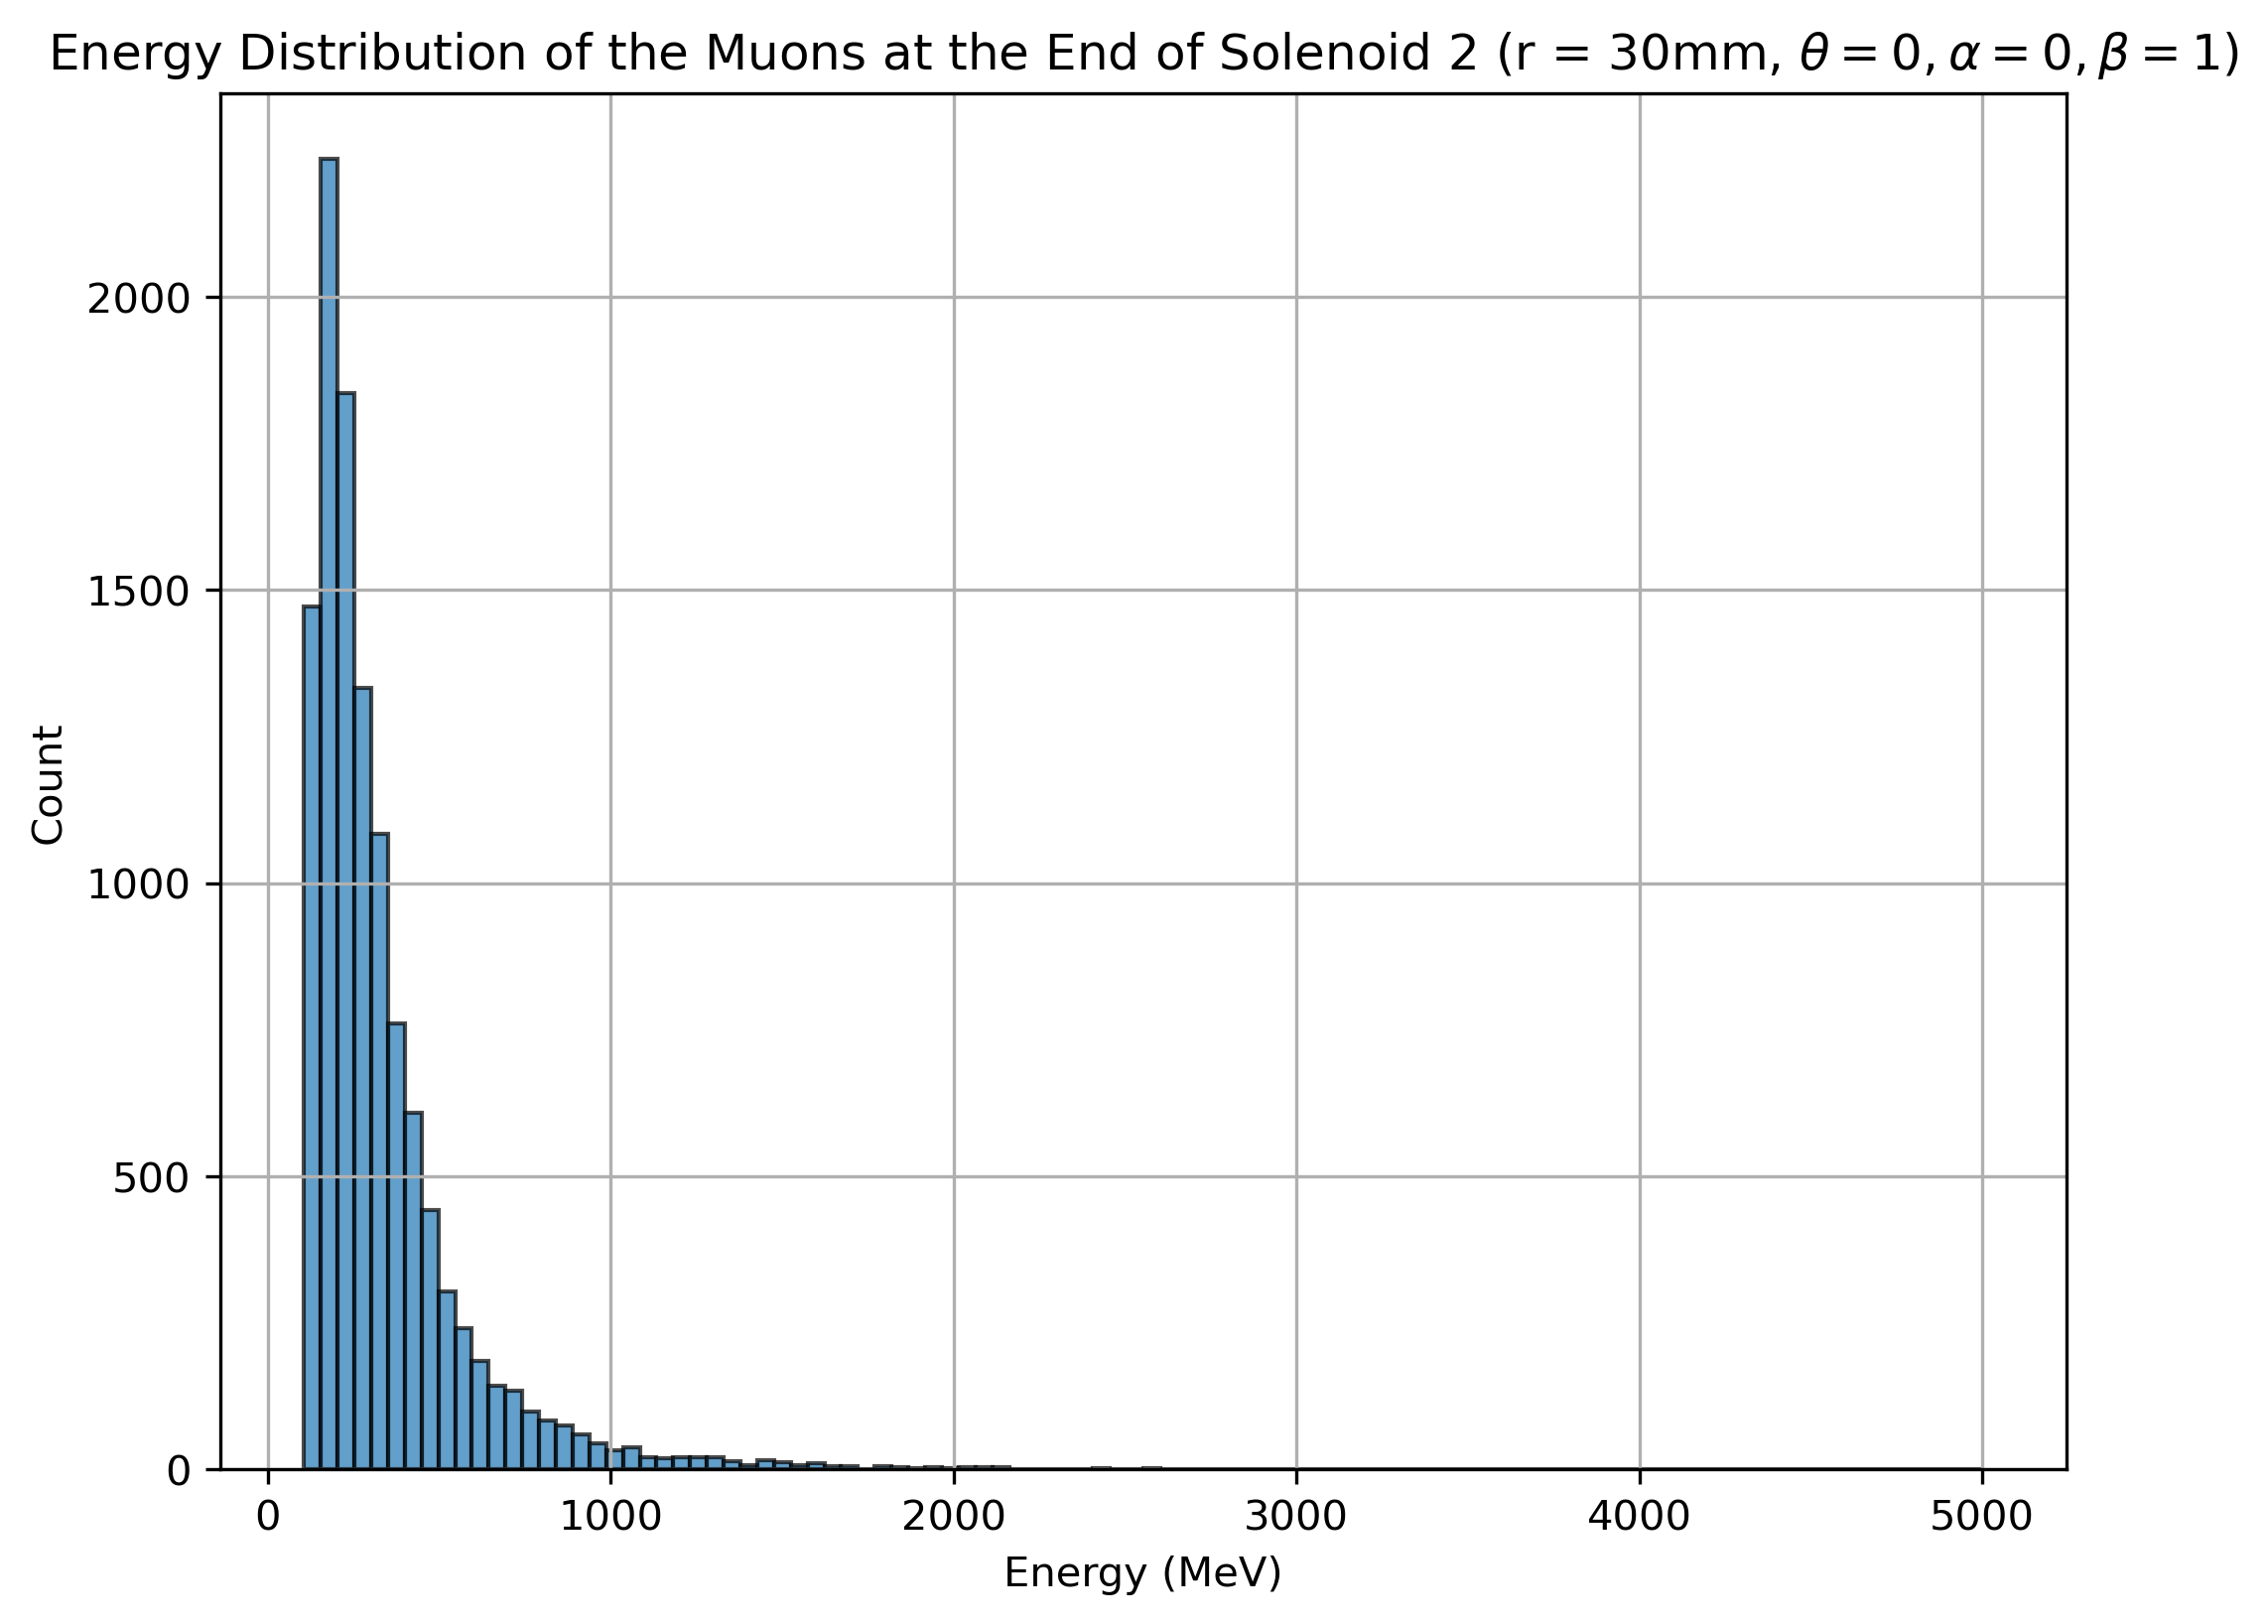 Energy Distribution of the Muons at the End of Solenoid 2 (r = 30mm, θ = 0, α = 0, β = 1)
2000
1500
1000
500
0
Count
0 1000 2000 3000 4000 5000
Energy (MeV)